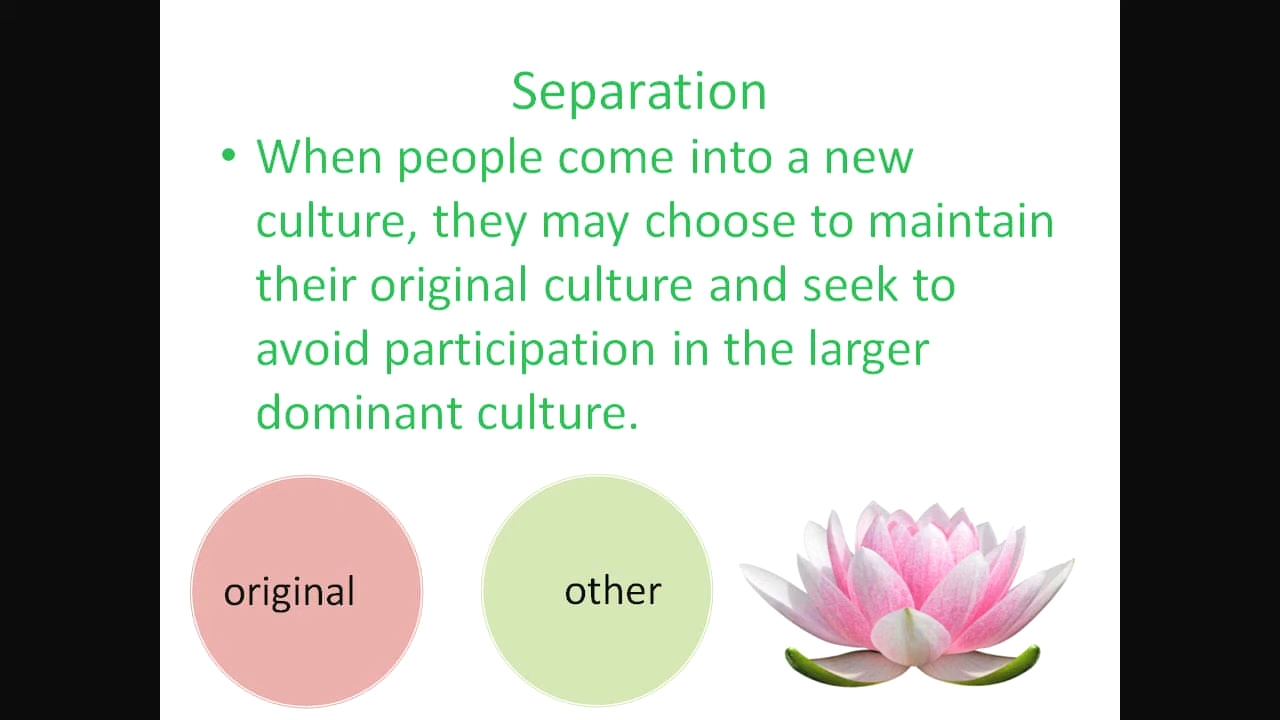 Separation
• When people come into a new
culture, they may choose to maintain
their original culture and seek to
avoid participation in the larger
dominant culture.
original
other